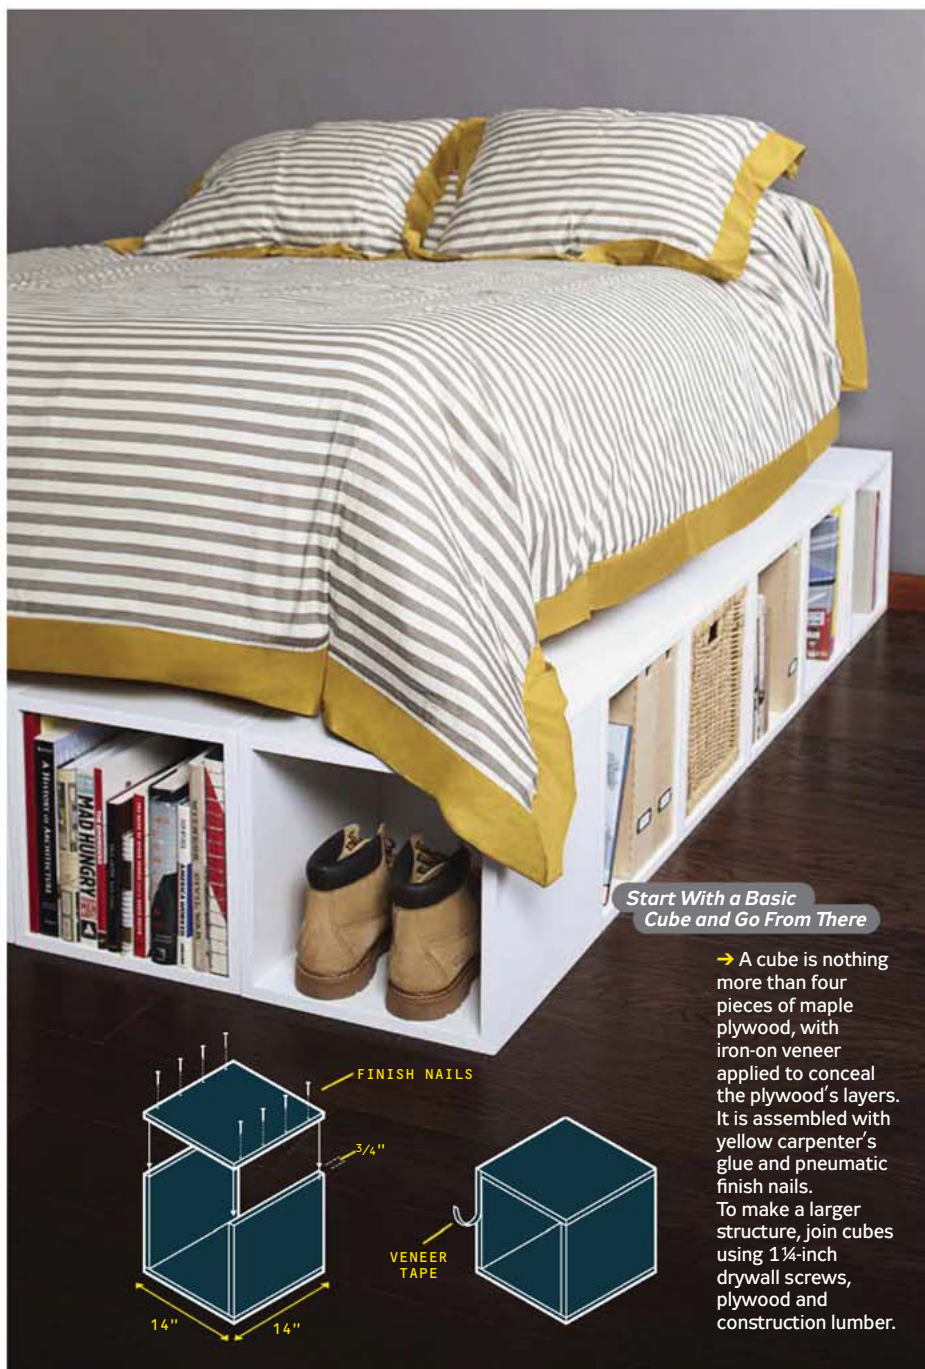 A HISTORY OF ARCHITECTURE
MAD HUNGRY
Start With a Basic
Cube and Go From There
→ A cube is nothing
more than four
pieces of maple
plywood, with
iron-on veneer
applied to conceal
the plywood's layers.
It is assembled with
yellow carpenter's
glue and pneumatic
finish nails.
To make a larger
structure, join cubes
using 1¼-inch
drywall screws,
plywood and
construction lumber.
FINISH NAILS
3/4"
14"
14"
VENEER
TAPE